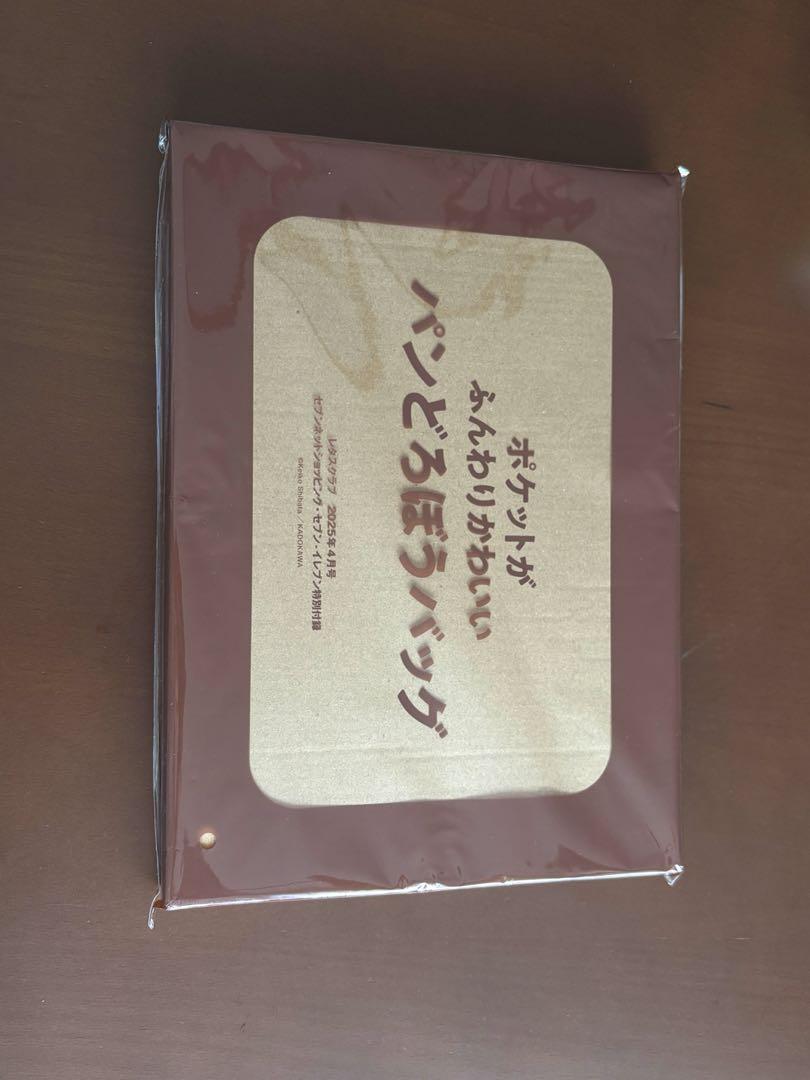 ポケットが
ふんわりかわいい
パンどろぼうバッグ
レタスクラブ 2025年4月号
セブンネットショッピング・セブン-イレブン特別付録
©Keiko Shibata／KADOKAWA